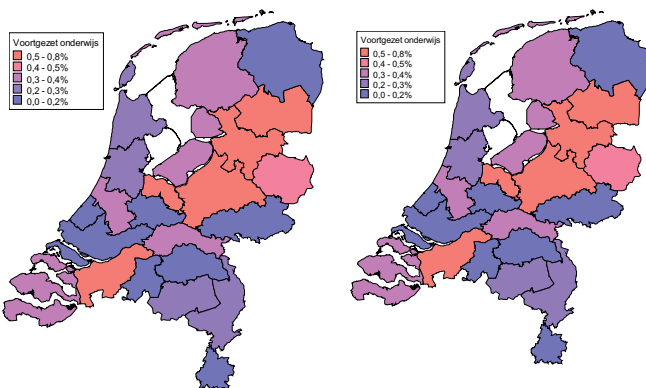 Voortgezet onderwijs
0,5 - 0,8%
0,4 - 0,5%
0,3 - 0,4%
0,2 - 0,3%
0,0 - 0,2%
Voortgezet onderwijs
0,5 - 0,8%
0,4 - 0,5%
0,3 - 0,4%
0,2 - 0,3%
0,0 - 0,2%